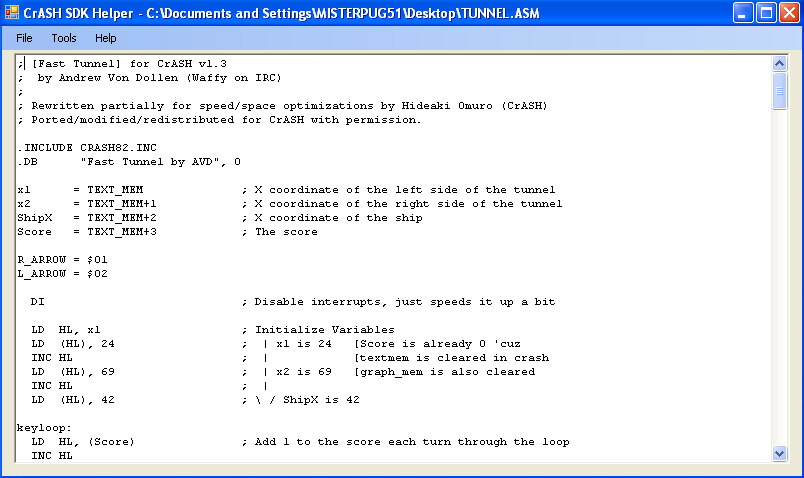 CrASH SDK Helper - C:\Documents and Settings\MISTERPUG51\Desktop\TUNNEL.ASM
File Tools Help
; [Fast Tunnel] for CrASH v1.3
;  by Andrew Von Dollen (Waffy on IRC)
;
; Rewritten partially for speed/space optimizations by Hideaki Omuro (CrASH)
; Ported/modified/redistributed for CrASH with permission.

.INCLUDE CRASH82.INC
.DB      "Fast Tunnel by AVD", 0

x1      = TEXT_MEM              ; X coordinate of the left side of the tunnel
x2      = TEXT_MEM+1            ; X coordinate of the right side of the tunnel
ShipX   = TEXT_MEM+2            ; X coordinate of the ship
Score   = TEXT_MEM+3            ; The score

R_ARROW = $01
L_ARROW = $02

  DI                            ; Disable interrupts, just speeds it up a bit

  LD  HL, x1                    ; Initialize Variables
  LD  (HL), 24                  ;  | x1 is 24   [Score is already 0 'cuz
  INC HL                        ;  |            [textmem is cleared in crash
  LD  (HL), 69                  ;  | x2 is 69   [graph_mem is also cleared
  INC HL                        ;  |
  LD  (HL), 42                  ; \ / ShipX is 42

keyloop:
  LD  HL, (Score)               ; Add 1 to the score each turn through the loop
  INC HL